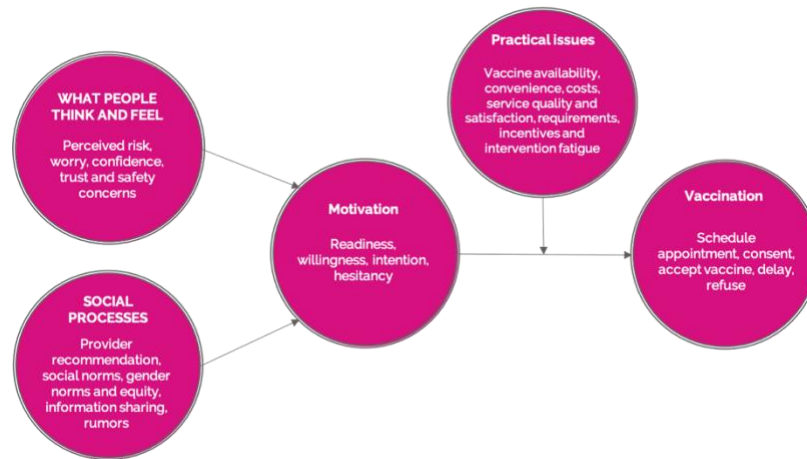 WHAT PEOPLE
THINK AND FEEL
Perceived risk,
worry, confidence,
trust and safety
concerns
SOCIAL
PROCESSES
Provider
recommendation,
social norms, gender
norms and equity,
information sharing,
rumors
Motivation
Readiness,
willingness, intention,
hesitancy
Practical issues
Vaccine availability,
convenience, costs,
service quality and
satisfaction, requirements,
incentives and
intervention fatigue
Vaccination
Schedule
appointment, consent,
accept vaccine, delay,
refuse